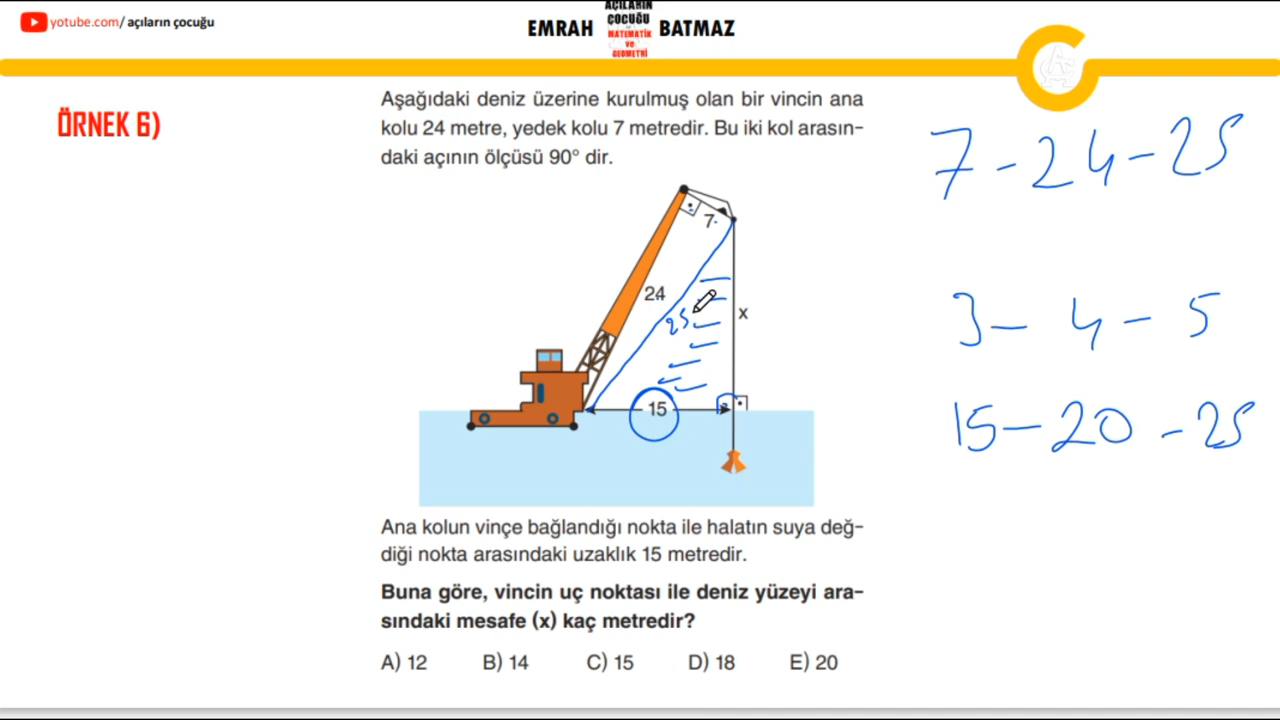 yotube.com/ açıların çocuğu
EMRAH
AÇILARIN
ÇOCUĞU
MATEMATİK
ve
GEOMETRİ
BATMAZ
ÖRNEK 6)
Aşağıdaki deniz üzerine kurulmuş olan bir vincin ana
kolu 24 metre, yedek kolu 7 metredir. Bu iki kol arasın-
daki açının ölçüsü 90° dir.
7
24
25
x
15
7 - 24 - 25
3 - 4 - 5
15 - 20 - 25
Ana kolun vinçe bağlandığı nokta ile halatın suya değ-
diği nokta arasındaki uzaklık 15 metredir.
Buna göre, vincin uç noktası ile deniz yüzeyi ara-
sındaki mesafe (x) kaç metredir?
A) 12 B) 14 C) 15 D) 18 E) 20